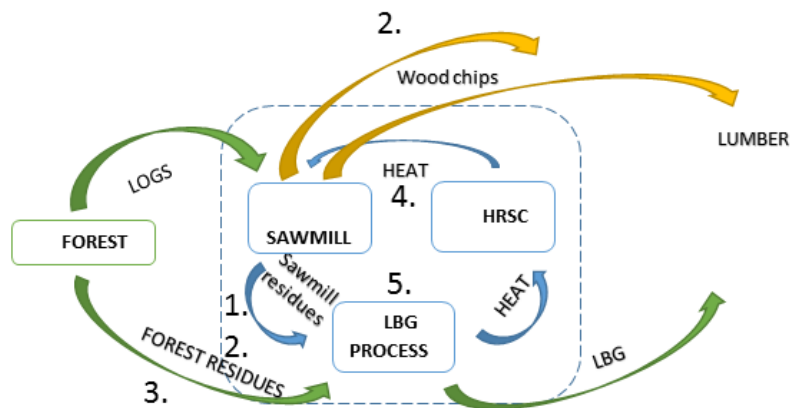 2.
Wood chips
LUMBER
LOGS
HEAT
4.
FOREST
SAWMILL
HRSC
Sawmill
residues
5.
1.
LBG
PROCESS
HEAT
2.
FOREST RESIDUES
3.
LBG